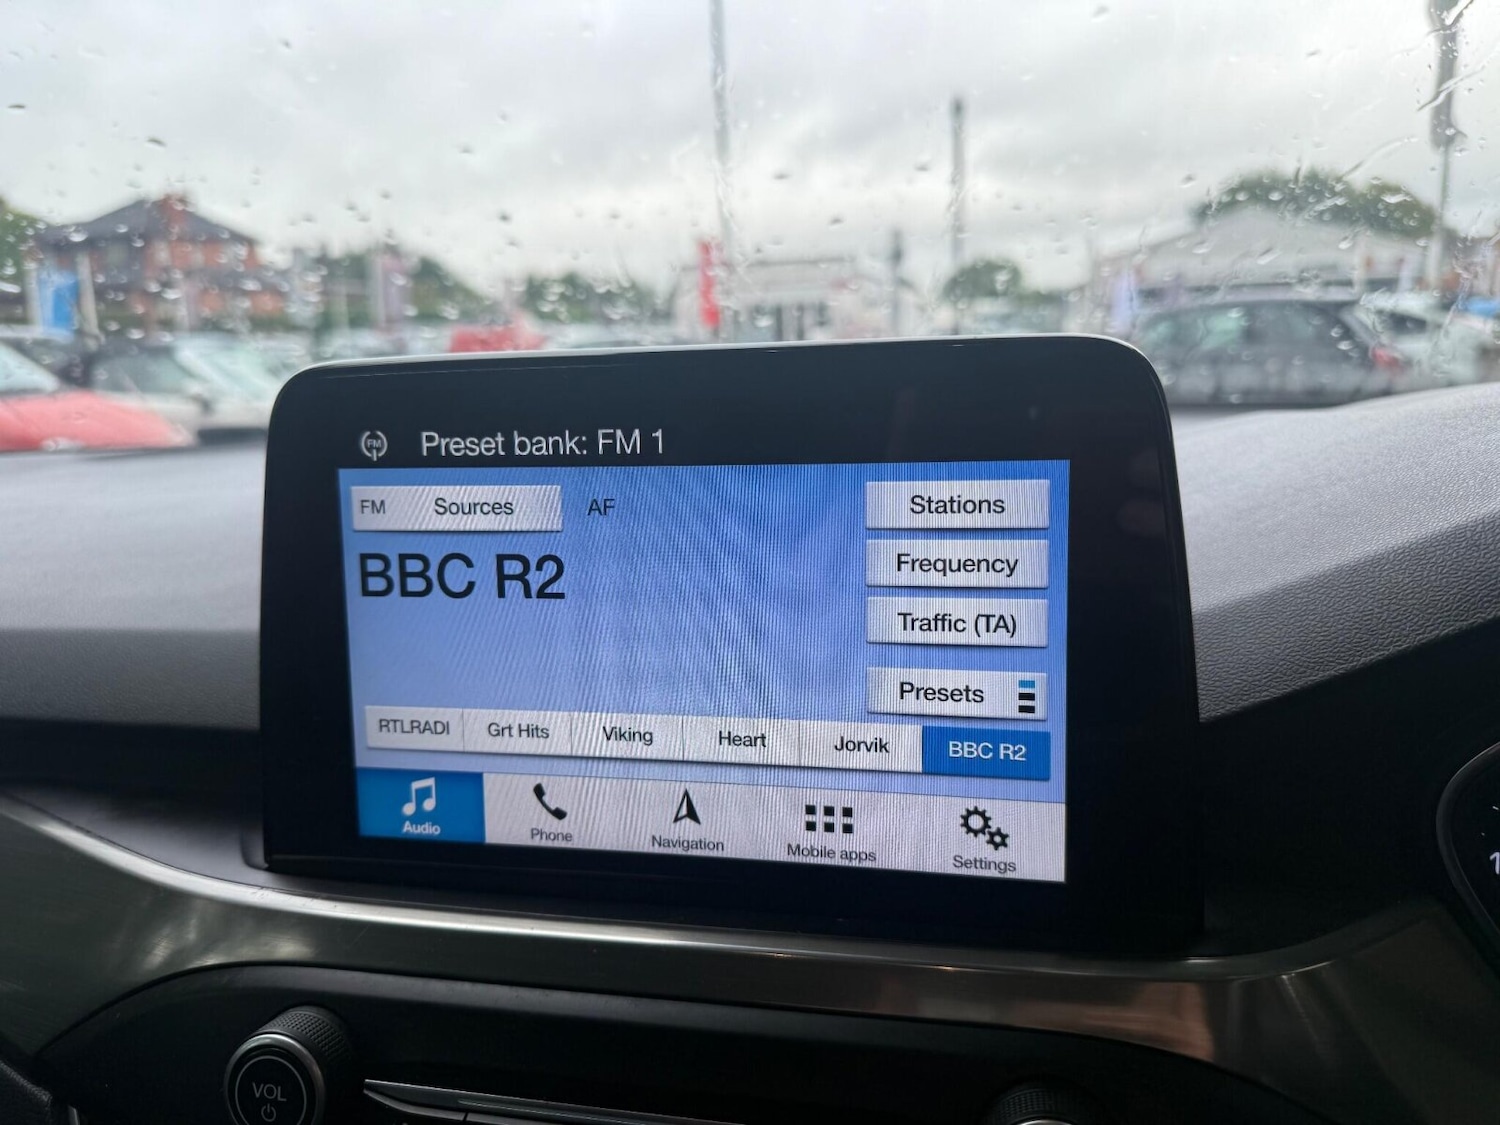 FM
Preset bank: FM 1
FM Sources AF
Stations
BBC R2
Frequency
Traffic (TA)
Presets
RTLRADI Grt Hits Viking Heart Jorvik BBC R2
Audio Phone Navigation Mobile apps Settings
VOL